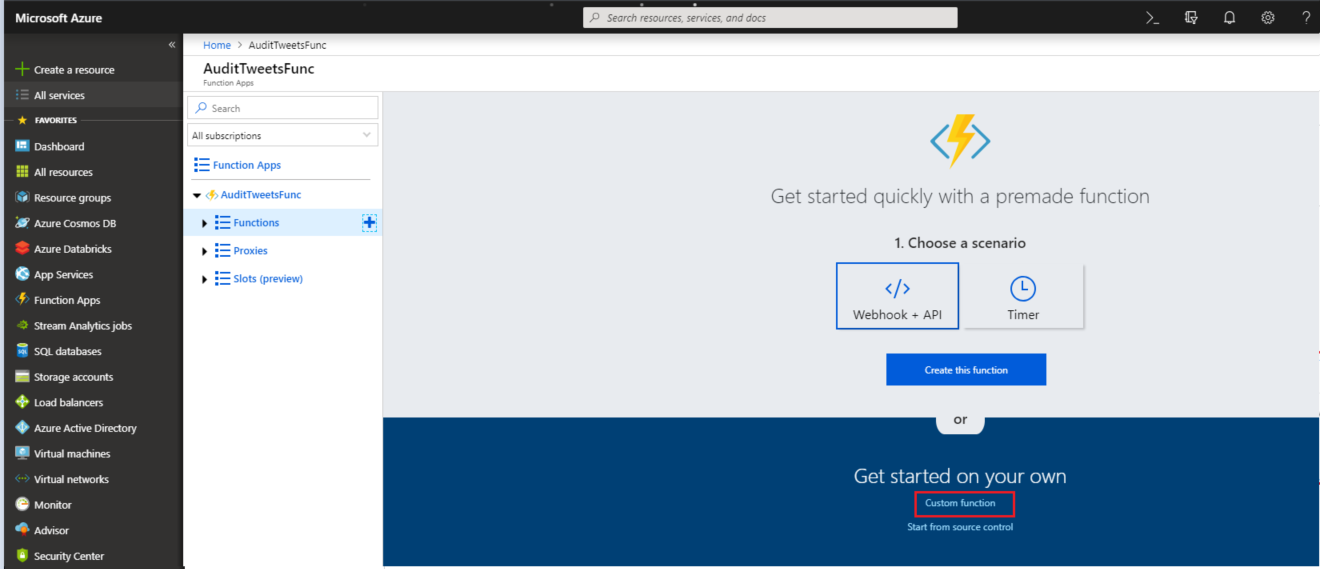 Microsoft Azure
Search resources, services, and docs
>_
?
«
Create a resource
All services
FAVORITES
Dashboard
All resources
Resource groups
Azure Cosmos DB
Azure Databricks
App Services
Function Apps
Stream Analytics jobs
SQL databases
Storage accounts
Load balancers
Azure Active Directory
Virtual machines
Virtual networks
Monitor
Advisor
Security Center
Home > AuditTweetsFunc
AuditTweetsFunc
Function Apps
Search
All subscriptions
Function Apps
AuditTweetsFunc
Functions
Proxies
Slots (preview)
Get started quickly with a premade function
1. Choose a scenario
</>
Webhook + API
Timer
Create this function
or
Get started on your own
Custom function
Start from source control